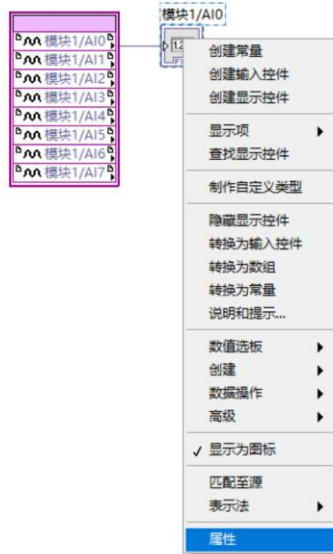 模块1/AI0
模块1/AI0
模块1/AI1
模块1/AI2
模块1/AI3
模块1/AI4
模块1/AI5
模块1/AI6
模块1/AI7
创建常量
创建输入控件
创建显示控件
显示项
查找显示控件
制作自定义类型
隐藏显示控件
转换为输入控件
转换为数组
转换为常量
说明和提示...
数值选板
创建
数据操作
高级
✓ 显示为图标
匹配至源
表示法
属性